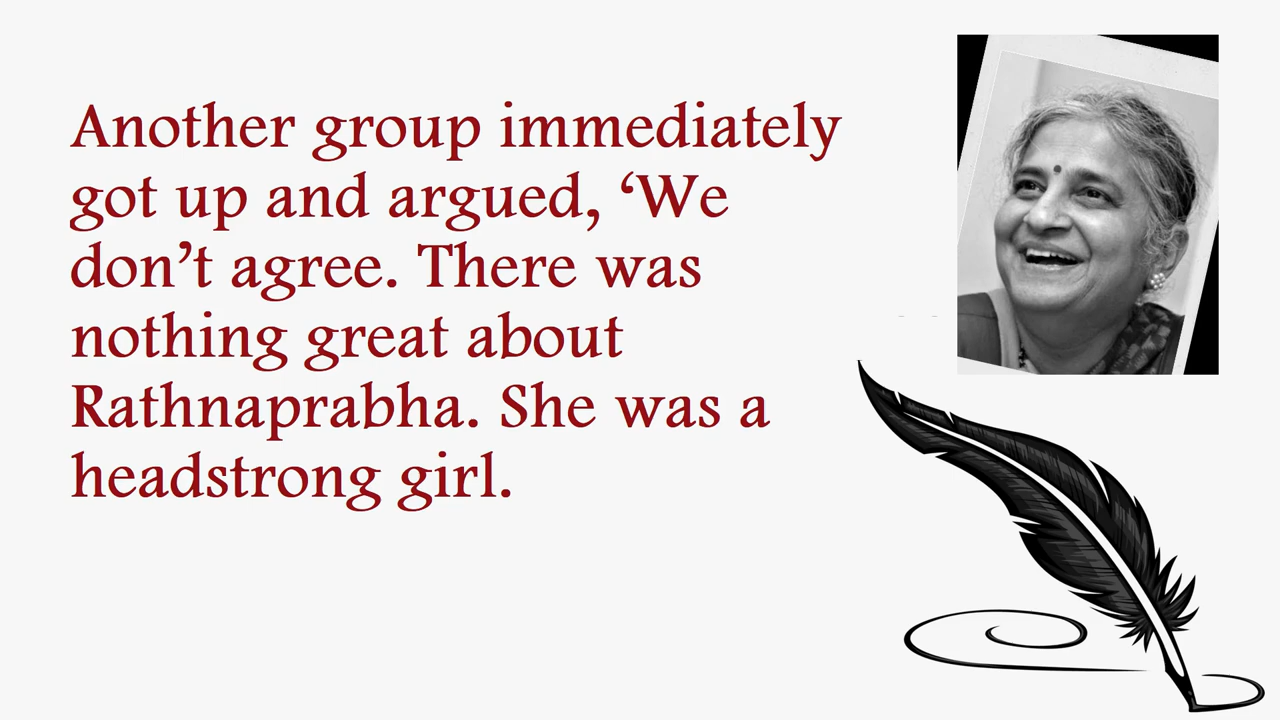 Another group immediately
got up and argued, ‘We
don’t agree. There was
nothing great about
Rathnaprabha. She was a
headstrong girl.